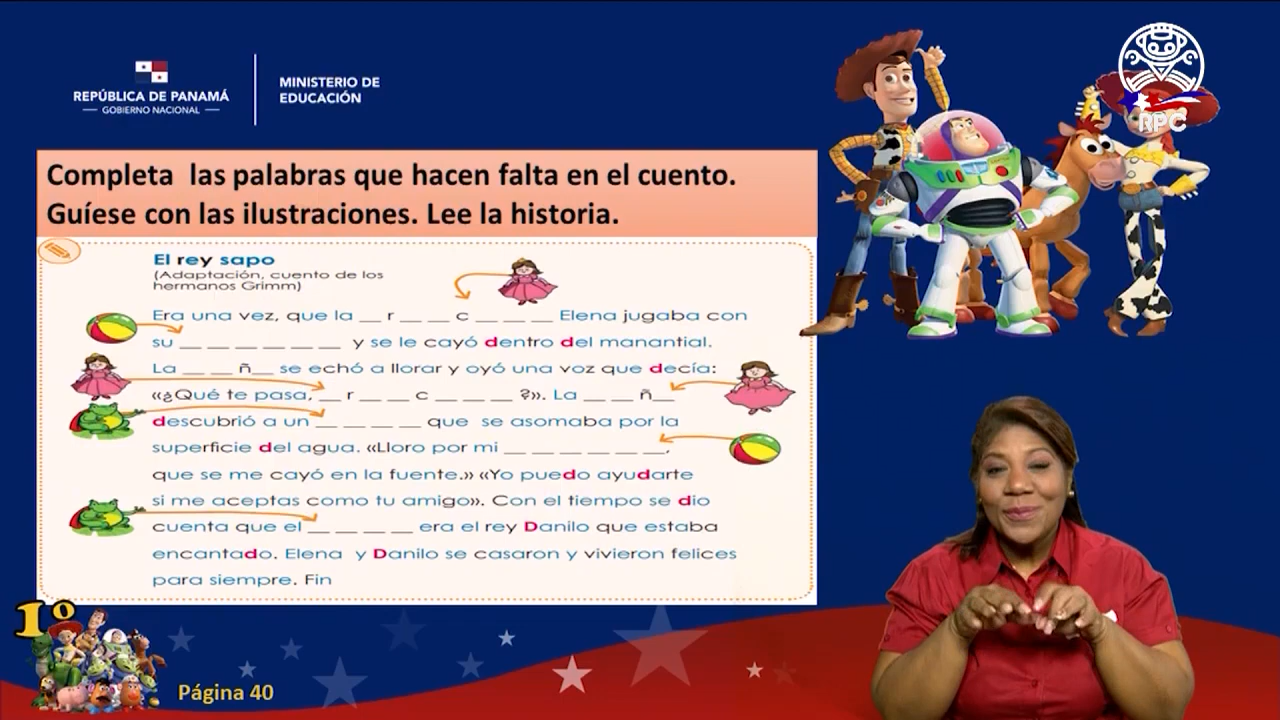 REPÚBLICA DE PANAMÁ
— GOBIERNO NACIONAL —
MINISTERIO DE
EDUCACIÓN
RPC
Completa las palabras que hacen falta en el cuento.
Guíese con las ilustraciones. Lee la historia.
El rey sapo
(Adaptación, cuento de los
hermanos Grimm)
Era una vez, que la __ r __ __ c __ __ __ __ Elena jugaba con
su __ __ __ __ __ __ __ __ y se le cayó dentro del manantial.
La __ __ __ ñ__ se echó a llorar y oyó una voz que decía:
«¿Qué te pasa, __ r __ __ c __ __ __ __ ?». La __ __ ñ__
descubrió a un __ __ __ __ __ que se asomaba por la
superficie del agua. «Lloro por mi __ __ __ __ __ __ __,
que se me cayó en la fuente.» «Yo puedo ayudarte
si me aceptas como tu amigo». Con el tiempo se dio
cuenta que el __ __ __ __ era el rey Danilo que estaba
encantado. Elena y Danilo se casaron y vivieron felices
para siempre. Fin
1º
Página 40